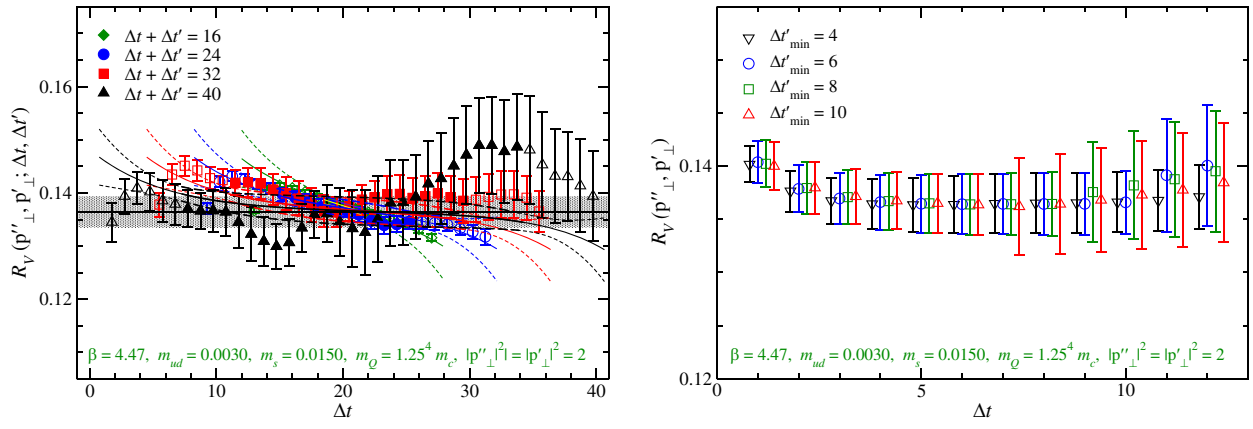 Δt + Δt′ = 16
Δt + Δt′ = 24
Δt + Δt′ = 32
Δt + Δt′ = 40
0.16
0.14
0.12
R_V (p″_⊥, p′_⊥; Δt, Δt′)
β = 4.47, m_ud = 0.0030, m_s = 0.0150, m_Q = 1.25⁴ m_c, |p″_⊥|²| = |p′_⊥|² = 2
0 10 20 30 40
Δt
Δt′_min = 4
Δt′_min = 6
Δt′_min = 8
Δt′_min = 10
0.14
0.12
R_V (p″_⊥, p′_⊥)
β = 4.47, m_ud = 0.0030, m_s = 0.0150, m_Q = 1.25⁴ m_c, |p″_⊥|² = |p′_⊥|² = 2
0 5 10
Δt